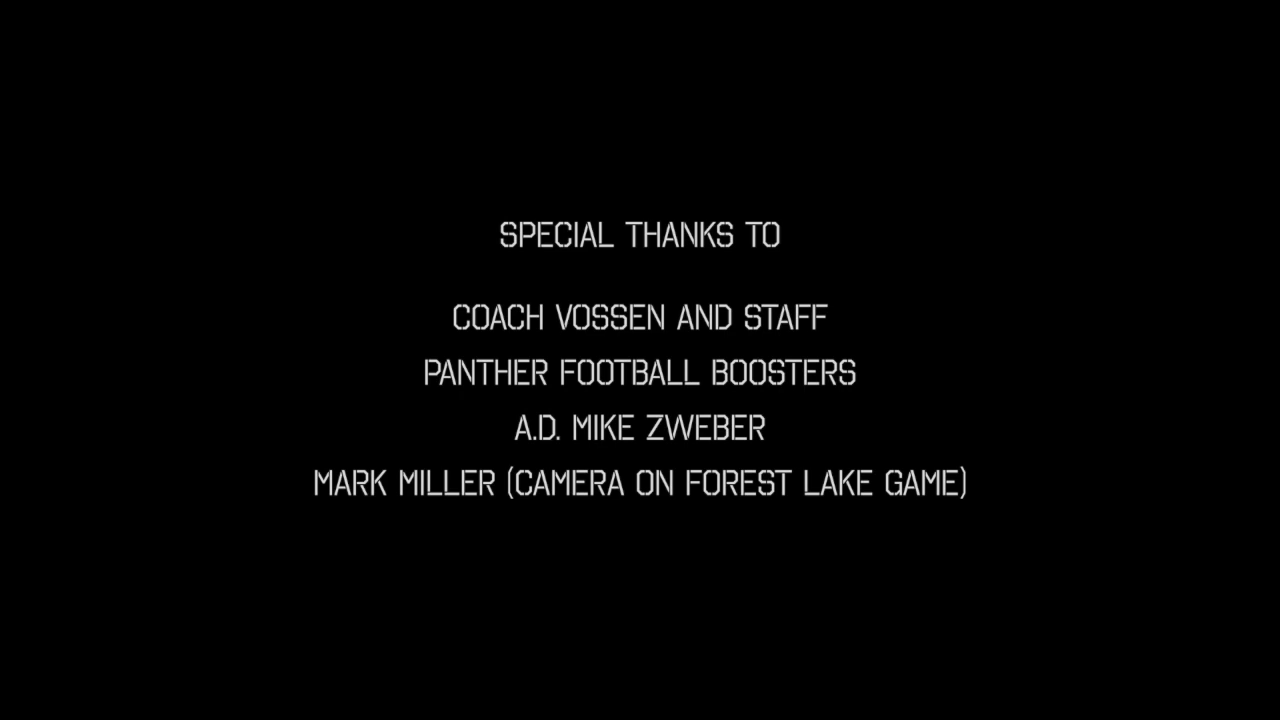 SPECIAL THANKS TO
COACH VOSSEN AND STAFF
PANTHER FOOTBALL BOOSTERS
A.D. MIKE ZWEBER
MARK MILLER (CAMERA ON FOREST LAKE GAME)